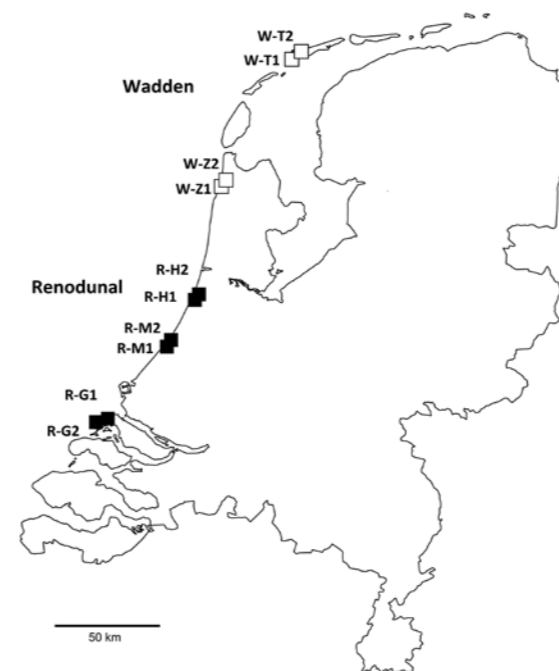 W-T2
W-T1
Wadden
W-Z2
W-Z1
R-H2
Renodunal
R-H1
R-M2
R-M1
R-G1
R-G2
50 km